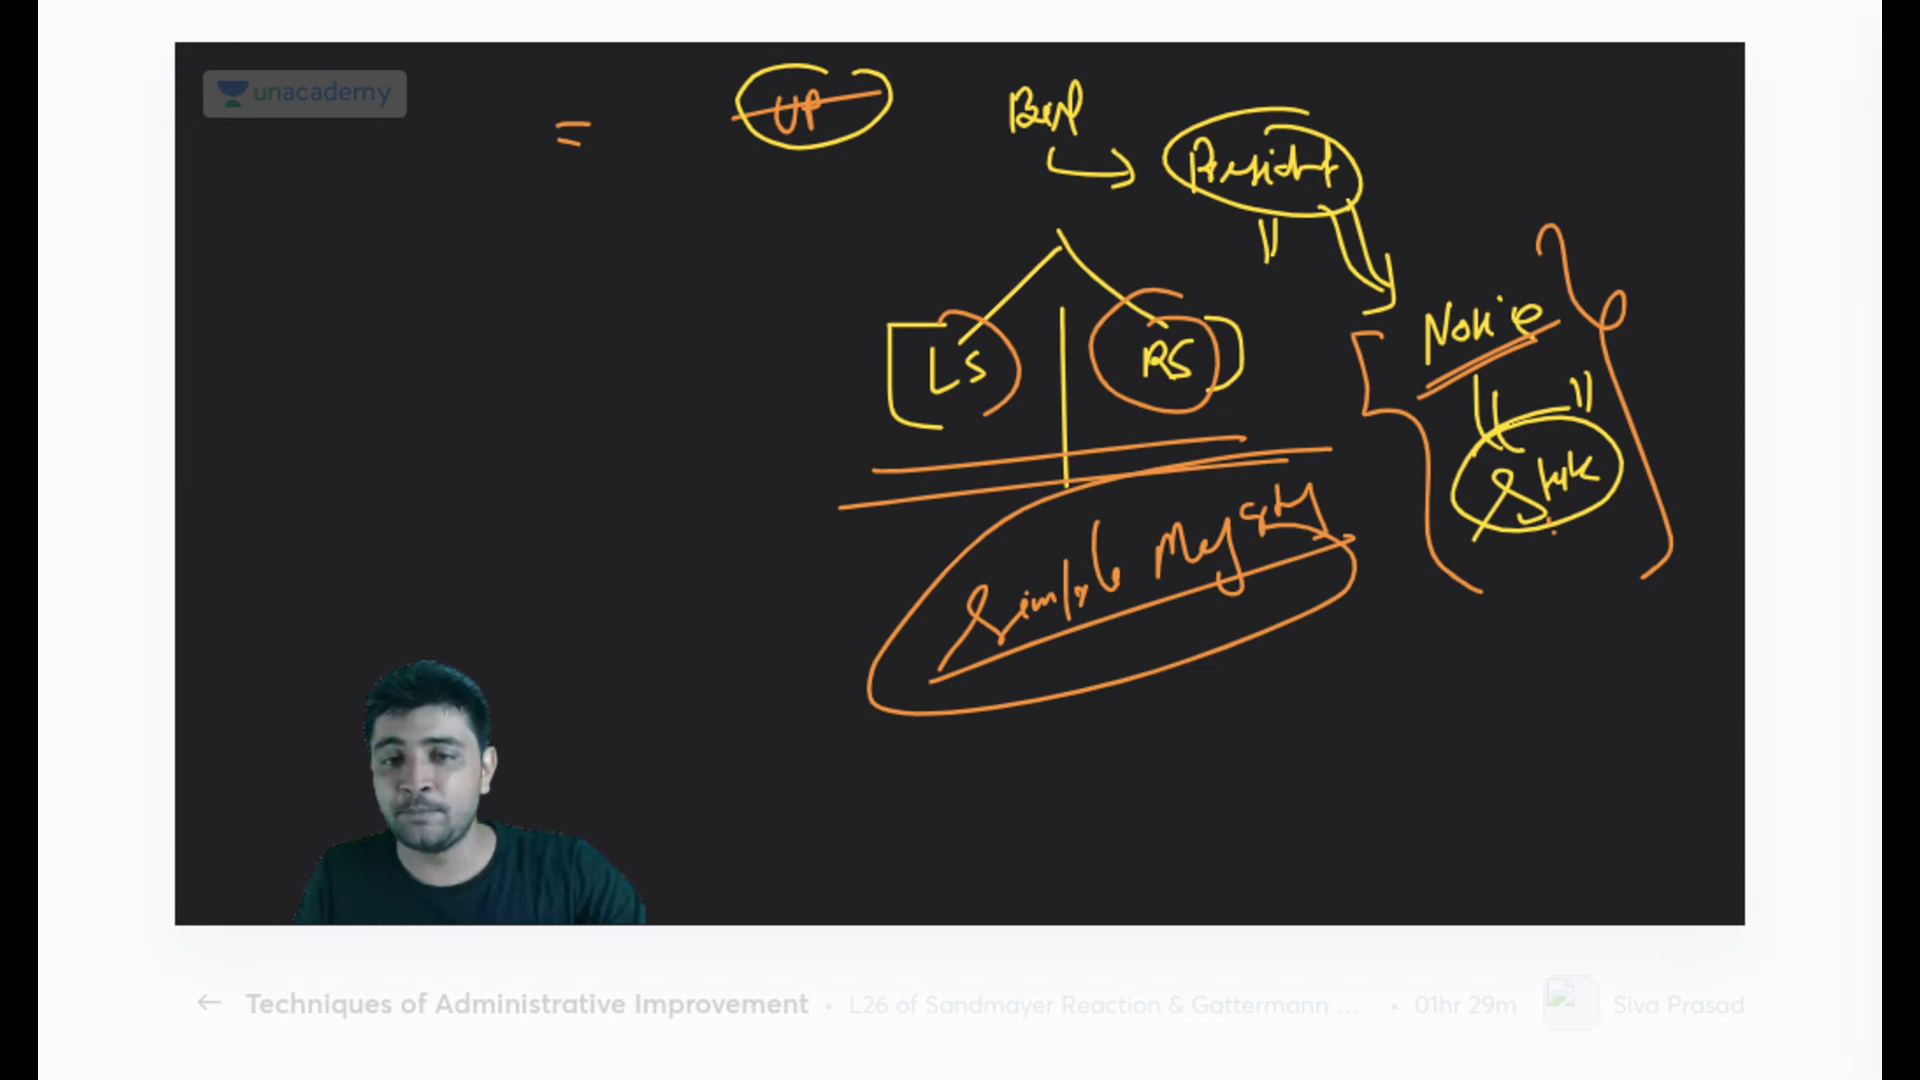 unacademy
= UP
Bill
President
Notice
LS RS
State
Simple Majority
← Techniques of Administrative Improvement • L26 of Sandmayer Reaction & Gattermann ... • 01hr 29m Siva Prasad